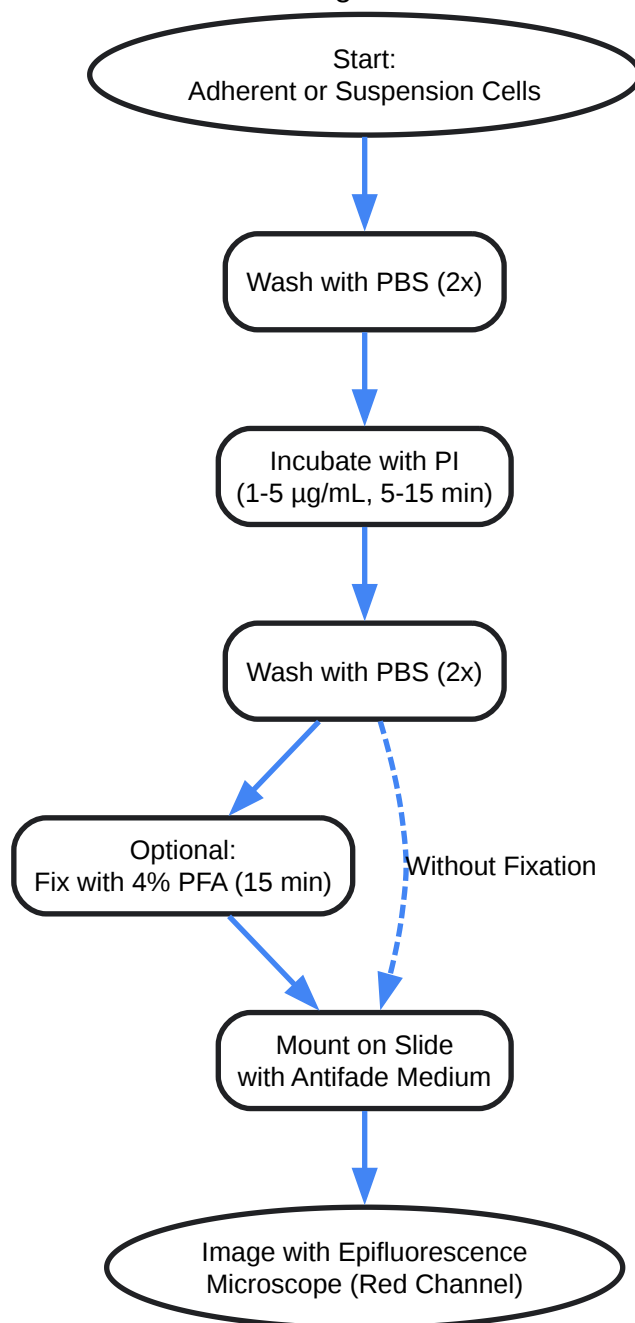 Start:
Adherent or Suspension Cells
Wash with PBS (2x)
Incubate with PI
(1-5 µg/mL, 5-15 min)
Wash with PBS (2x)
Optional:
Fix with 4% PFA (15 min)
Without Fixation
Mount on Slide
with Antifade Medium
Image with Epifluorescence
Microscope (Red Channel)